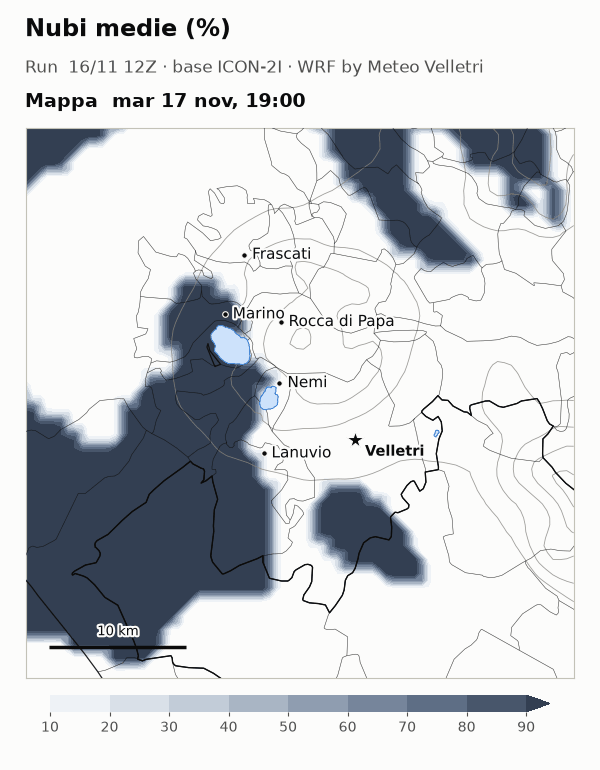 Nubi medie (%)
Run  16/11 12Z · base ICON-2I · WRF by Meteo Velletri
Mappa  mar 17 nov, 19:00
Frascati
Marino
Rocca di Papa
Nemi
Velletri
Lanuvio
10 km
10 20 30 40 50 60 70 80 90